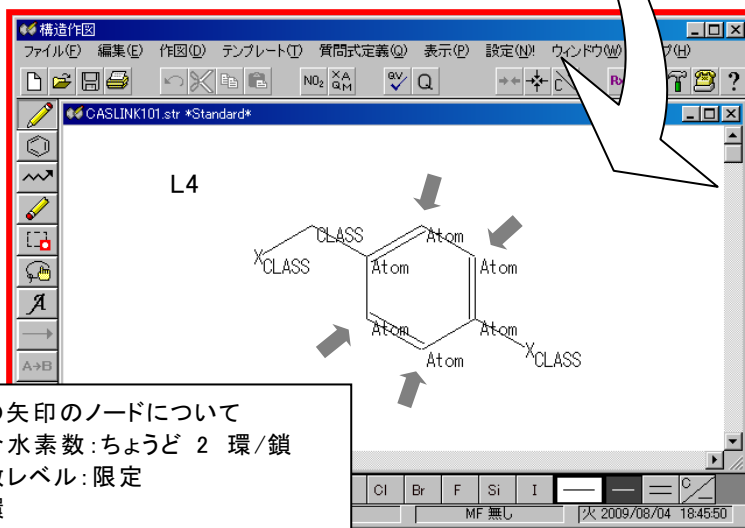 構造作図
ファイル(F) 編集(E) 作図(D) テンプレート(T) 質問式定義(Q) 表示(P) 設定(N)! ウィンドウ(W) プ(H)
NO₂ XA QM QV Q Rx ?
CASLINK101.str *Standard*
L4
CLASS Atom
X CLASS Atom Atom
Atom Atom
Atom X CLASS
A
A→B
の矢印のノードについて
水素数:ちょうど 2 環/鎖
レベル:限定
Cl Br F Si I C
MF 無し 火 2009/08/04 18:45:50